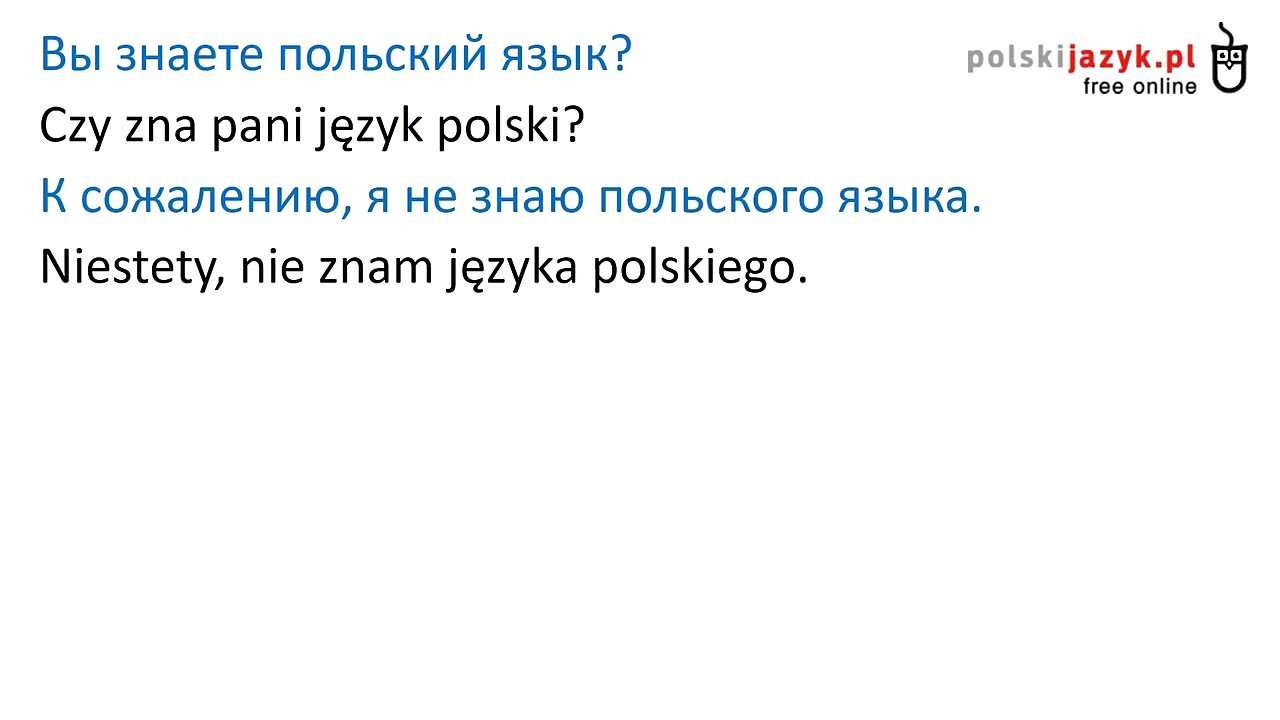 Вы знаете польский язык?
polskijazyk.pl
free online
Czy zna pani język polski?
К сожалению, я не знаю польского языка.
Niestety, nie znam języka polskiego.